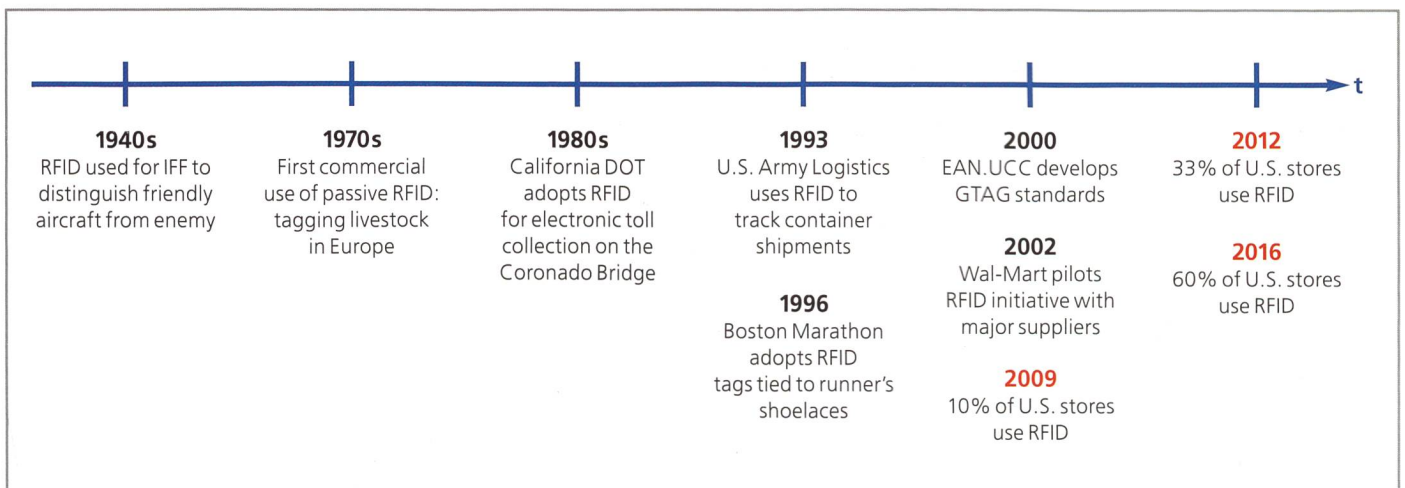 t
1940s
RFID used for IFF to
distinguish friendly
aircraft from enemy
1970s
First commercial
use of passive RFID:
tagging livestock
in Europe
1980s
California DOT
adopts RFID
for electronic toll
collection on the
Coronado Bridge
1993
U.S. Army Logistics
uses RFID to
track container
shipments
1996
Boston Marathon
adopts RFID
tags tied to runner's
shoelaces
2000
EAN.UCC develops
GTAG standards
2002
Wal-Mart pilots
RFID initiative with
major suppliers
2009
10% of U.S. stores
use RFID
2012
33% of U.S. stores
use RFID
2016
60% of U.S. stores
use RFID